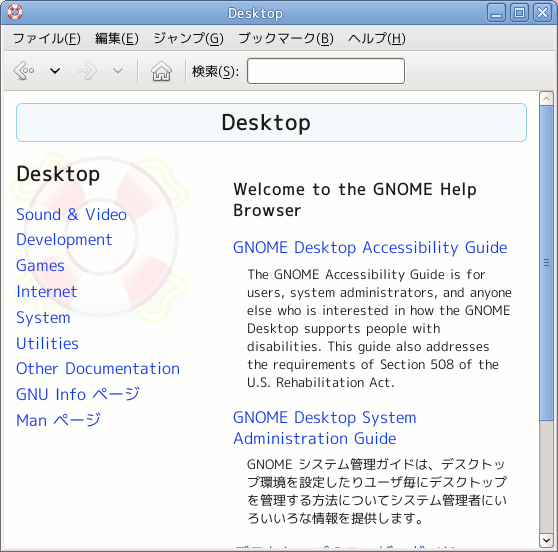 Desktop
ファイル(F) 編集(E) ジャンプ(G) ブックマーク(B) ヘルプ(H)
検索(S):
Desktop
Desktop
Sound & Video
Development
Games
Internet
System
Utilities
Other Documentation
GNU Info ページ
Man ページ
Welcome to the GNOME Help
Browser
GNOME Desktop Accessibility Guide
The GNOME Accessibility Guide is for
users, system administrators, and anyone
else who is interested in how the GNOME
Desktop supports people with
disabilities. This guide also addresses
the requirements of Section 508 of the
U.S. Rehabilitation Act.
GNOME Desktop System
Administration Guide
GNOME システム管理ガイドは、デスクトッ
プ環境を設定したりユーザ毎にデスクトップ
を管理する方法についてシステム管理者にい
ろいいろな情報を提供します。